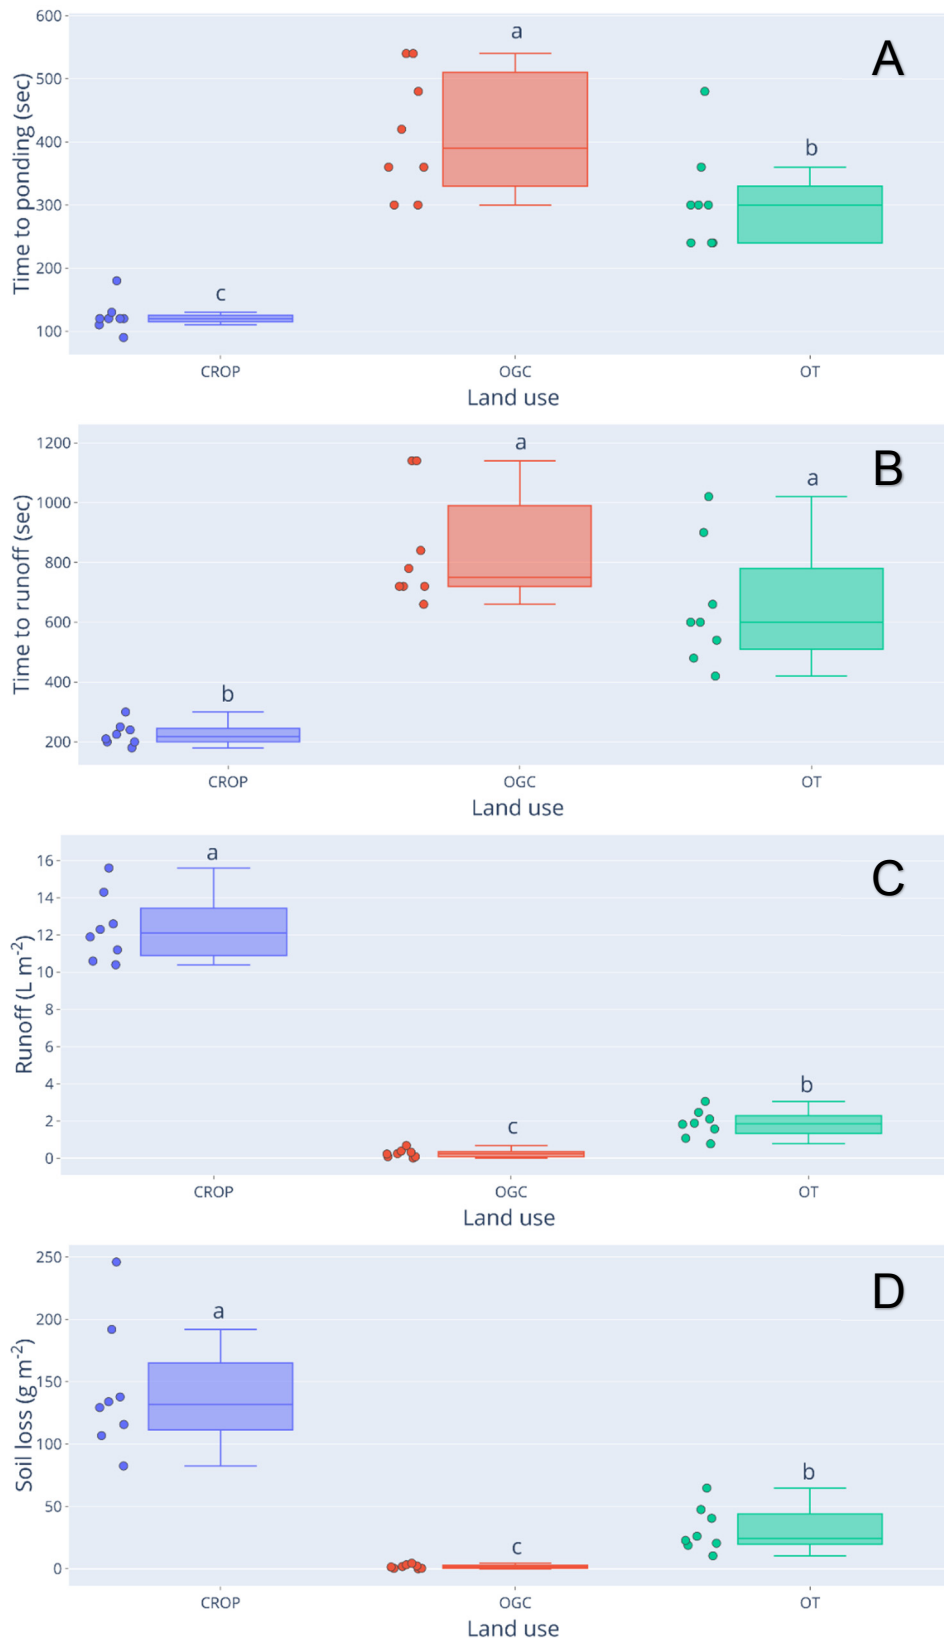 A
Time to ponding (sec)
600
500
400
300
200
100
a
b
c
CROP OGC OT
Land use
B
Time to runoff (sec)
1200
1000
800
600
400
200
a
a
b
CROP OGC OT
Land use
C
Runoff (L m-2)
16
14
12
10
8
6
4
2
0
a
b
c
CROP OGC OT
Land use
D
Soil loss (g m-2)
250
200
150
100
50
0
a
b
c
CROP OGC OT
Land use